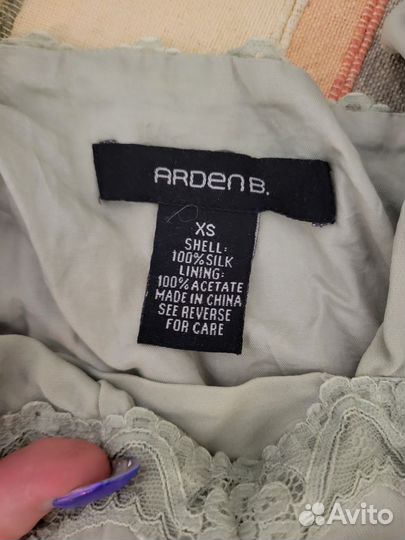 ARDEN B.
XS
SHELL:
100% SILK
LINING:
100% ACETATE
MADE IN CHINA
SEE REVERSE
FOR CARE
Avito